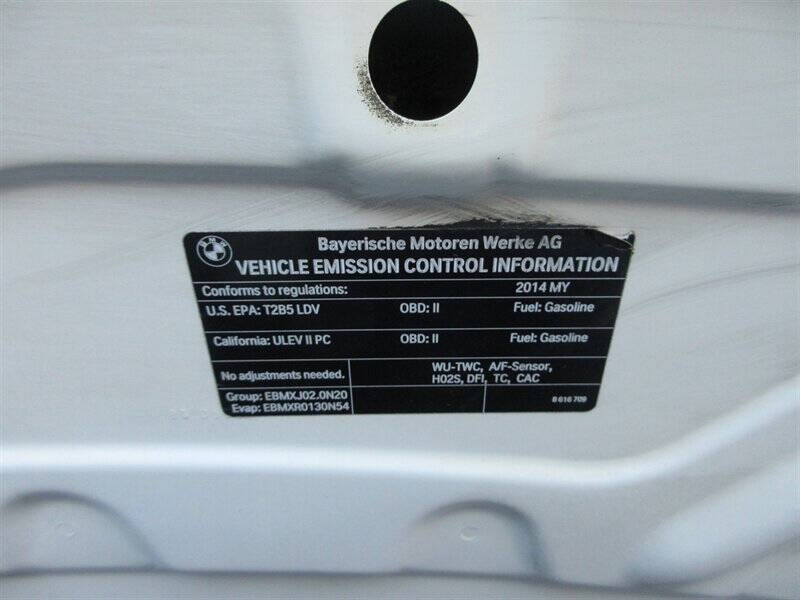 BMW
Bayerische Motoren Werke AG
VEHICLE EMISSION CONTROL INFORMATION
Conforms to regulations: 2014 MY
U.S. EPA: T2B5 LDV OBD: II Fuel: Gasoline
California: ULEV II PC OBD: II Fuel: Gasoline
No adjustments needed. WU-TWC, A/F-Sensor,
H02S, DFI, TC, CAC
Group: EBMXJ02.0N20
Evap: EBMXR0130N54
8 616 709